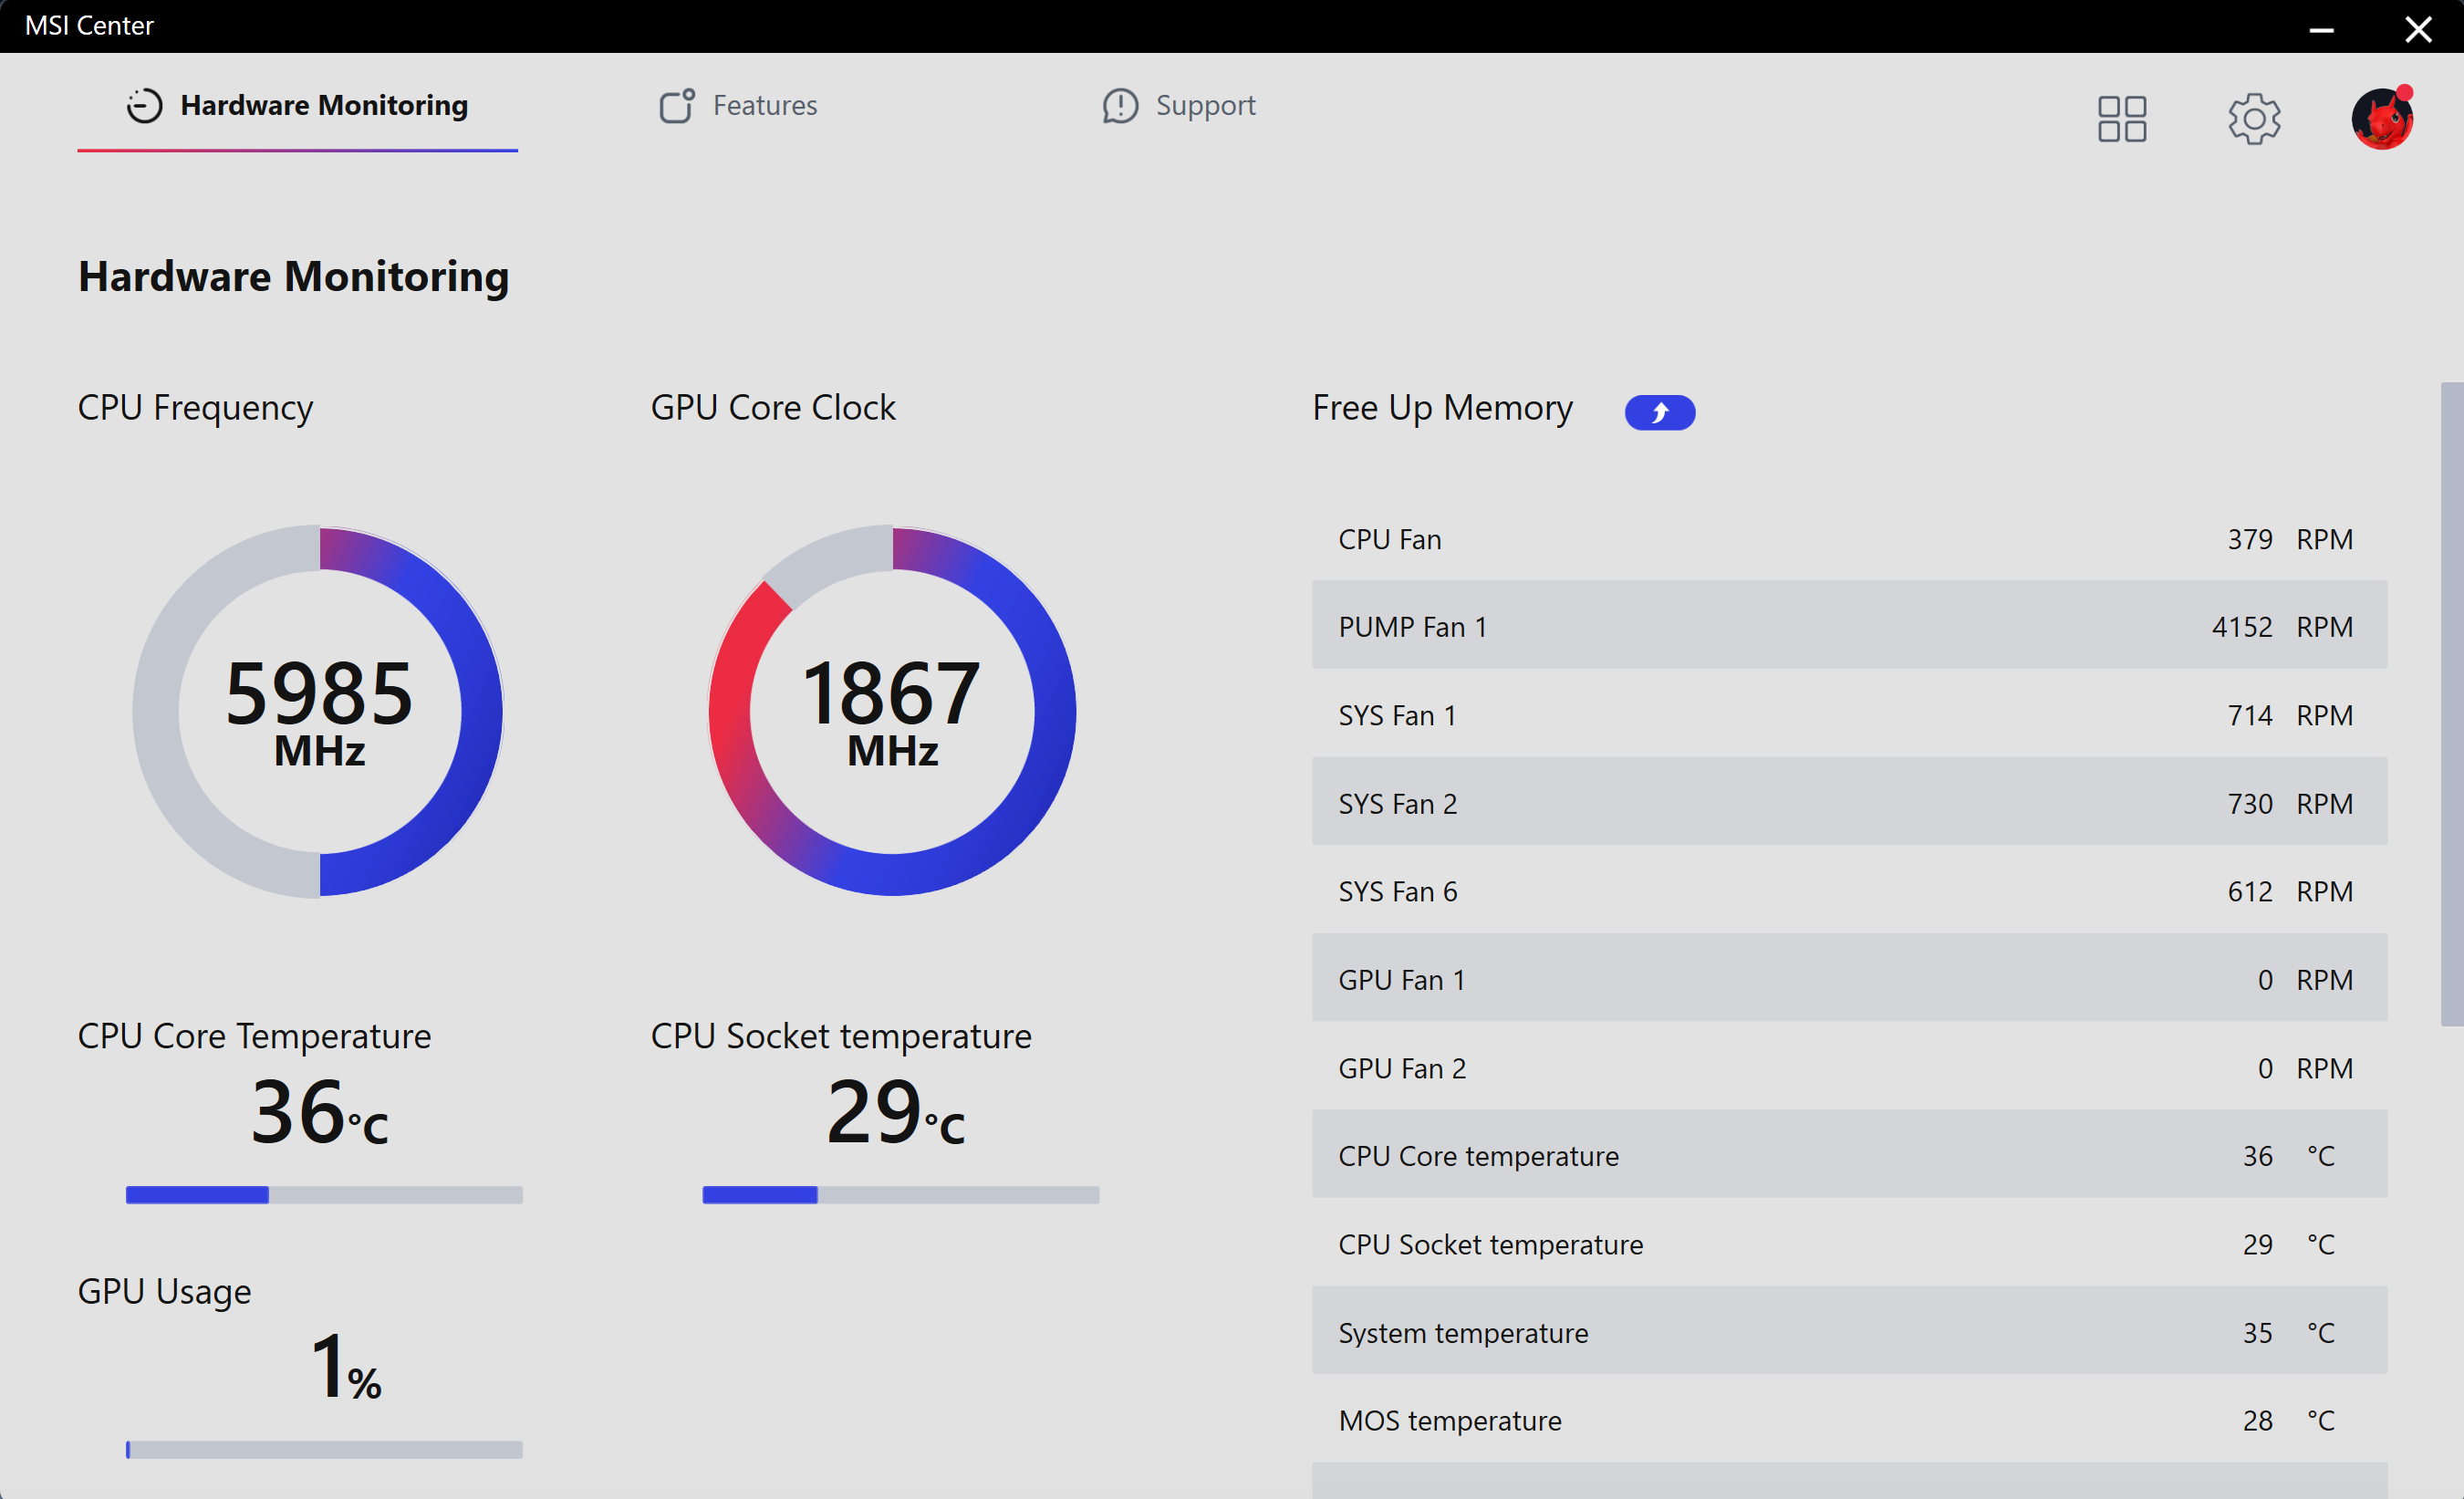 MSI Center
Hardware Monitoring
Features
Support
Hardware Monitoring
CPU Frequency
5985
MHz
GPU Core Clock
1867
MHz
CPU Core Temperature
36°C
CPU Socket temperature
29°C
GPU Usage
1%
Free Up Memory
CPU Fan 379 RPM
PUMP Fan 1 4152 RPM
SYS Fan 1 714 RPM
SYS Fan 2 730 RPM
SYS Fan 6 612 RPM
GPU Fan 1 0 RPM
GPU Fan 2 0 RPM
CPU Core temperature 36 °C
CPU Socket temperature 29 °C
System temperature 35 °C
MOS temperature 28 °C